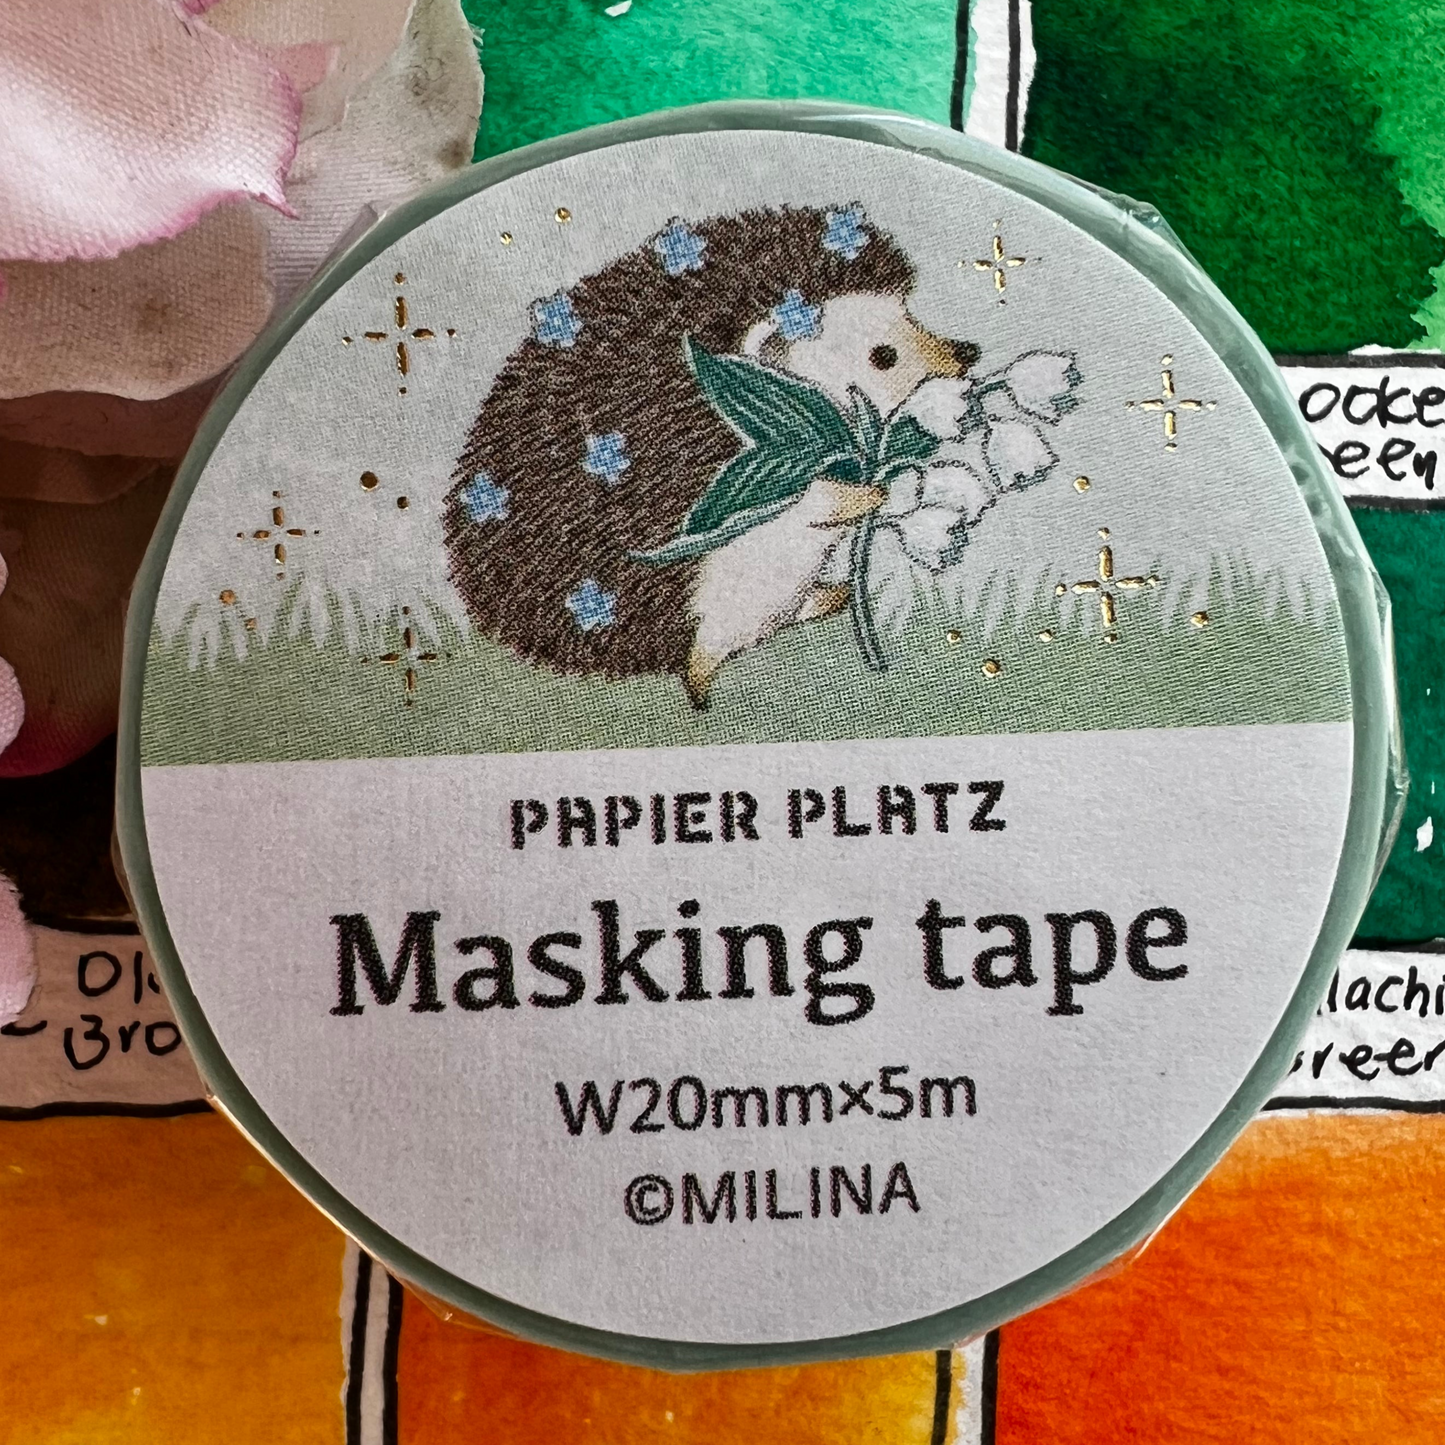 PAPIER PLATZ
Masking tape
W20mm×5m
©MILINA